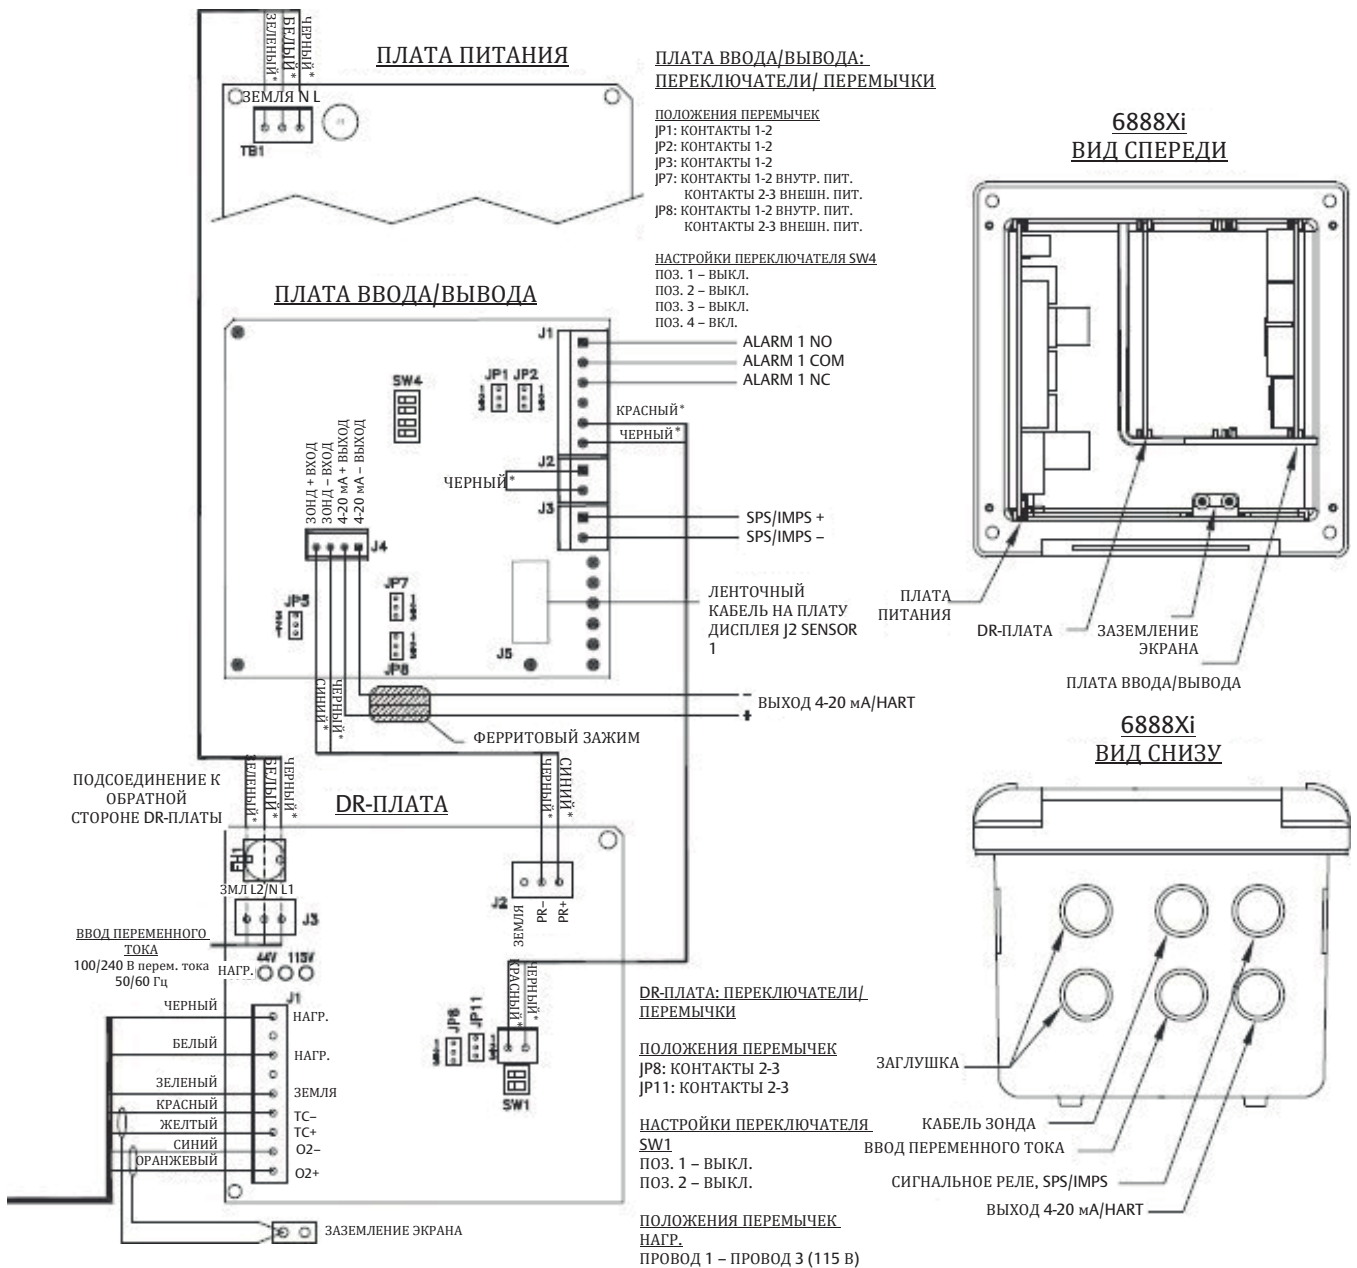 ЗЕЛЕНЫЙ*
БЕЛЫЙ*
ЧЕРНЫЙ*
ПЛАТА ПИТАНИЯ
ЗЕМЛЯ N L
TB1
ПЛАТА ВВОДА/ВЫВОДА:
ПЕРЕКЛЮЧАТЕЛИ/ ПЕРЕМЫЧКИ
ПОЛОЖЕНИЯ ПЕРЕМЫЧЕК
JP1: КОНТАКТЫ 1-2
JP2: КОНТАКТЫ 1-2
JP3: КОНТАКТЫ 1-2
JP7: КОНТАКТЫ 1-2 ВНУТР. ПИТ.
КОНТАКТЫ 2-3 ВНЕШН. ПИТ.
JP8: КОНТАКТЫ 1-2 ВНУТР. ПИТ.
КОНТАКТЫ 2-3 ВНЕШН. ПИТ.
НАСТРОЙКИ ПЕРЕКЛЮЧАТЕЛЯ SW4
ПОЗ. 1 – ВЫКЛ.
ПОЗ. 2 – ВЫКЛ.
ПОЗ. 3 – ВЫКЛ.
ПОЗ. 4 – ВКЛ.
6888Xi
ВИД СПЕРЕДИ
ПЛАТА
ПИТАНИЯ
DR-ПЛАТА
ЗАЗЕМЛЕНИЕ
ЭКРАНА
ПЛАТА ВВОДА/ВЫВОДА
ПЛАТА ВВОДА/ВЫВОДА
J1
ALARM 1 NO
ALARM 1 COM
ALARM 1 NC
JP1 JP2
SW4
КРАСНЫЙ*
ЧЕРНЫЙ*
J2
ЧЕРНЫЙ*
J3
SPS/IMPS +
SPS/IMPS –
ЗОНД + ВХОД
ЗОНД – ВХОД
4-20 мА + ВЫХОД
4-20 мА – ВЫХОД
J4
JP7
JP5
JP8
J5
ЛЕНТОЧНЫЙ
КАБЕЛЬ НА ПЛАТУ
ДИСПЛЕЯ J2 SENSOR
1
СИНИЙ*
ЧЕРНЫЙ*
–
+
ВЫХОД 4-20 мА/HART
ФЕРРИТОВЫЙ ЗАЖИМ
ПОДСОЕДИНЕНИЕ К
ОБРАТНОЙ
СТОРОНЕ DR-ПЛАТЫ
ЗЕЛЕНЫЙ*
БЕЛЫЙ*
ЧЕРНЫЙ*
DR-ПЛАТА
ЧЕРНЫЙ*
СИНИЙ*
FH1
ЗМЛ L2/N L1
J3
J2
ЗЕМЛЯ
PR–
PR+
ВВОД ПЕРЕМЕННОГО
ТОКА
100/240 В перем. тока
50/60 Гц
НАГР.
44V 115V
J1
ЧЕРНЫЙ
НАГР.
БЕЛЫЙ
НАГР.
ЗЕЛЕНЫЙ
ЗЕМЛЯ
КРАСНЫЙ
TC–
ЖЕЛТЫЙ
TC+
СИНИЙ
O2–
ОРАНЖЕВЫЙ
O2+
ЗАЗЕМЛЕНИЕ ЭКРАНА
КРАСНЫЙ*
ЧЕРНЫЙ*
JP8
JP11
SW1
DR-ПЛАТА: ПЕРЕКЛЮЧАТЕЛИ/
ПЕРЕМЫЧКИ
ПОЛОЖЕНИЯ ПЕРЕМЫЧЕК
JP8: КОНТАКТЫ 2-3
JP11: КОНТАКТЫ 2-3
НАСТРОЙКИ ПЕРЕКЛЮЧАТЕЛЯ
SW1
ПОЗ. 1 – ВЫКЛ.
ПОЗ. 2 – ВЫКЛ.
ПОЛОЖЕНИЯ ПЕРЕМЫЧЕК
НАГР.
ПРОВОД 1 – ПРОВОД 3 (115 В)
6888Xi
ВИД СНИЗУ
ЗАГЛУШКА
КАБЕЛЬ ЗОНДА
ВВОД ПЕРЕМЕННОГО ТОКА
СИГНАЛЬНОЕ РЕЛЕ, SPS/IMPS
ВЫХОД 4-20 мА/HART